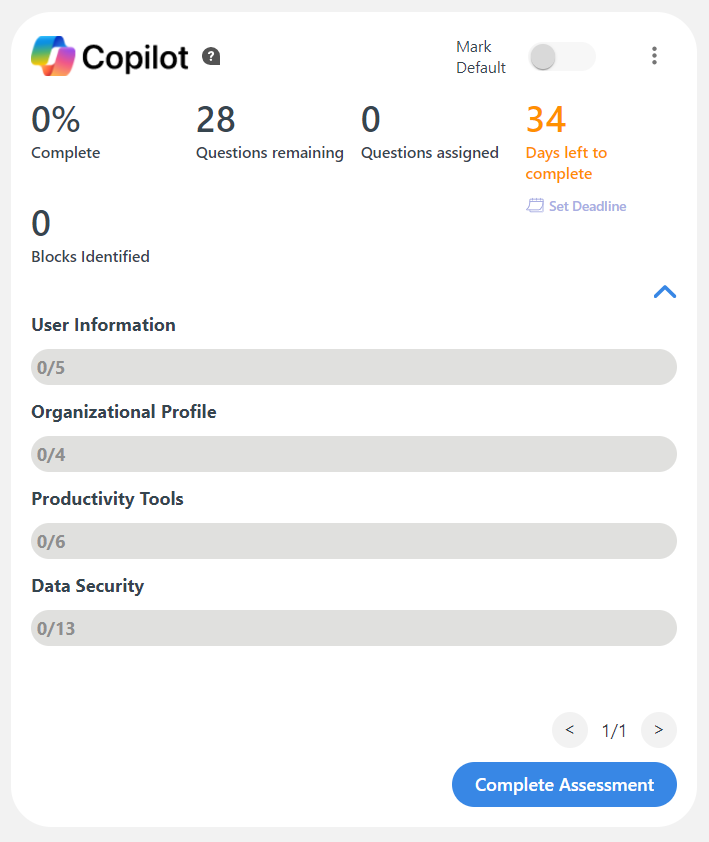 Copilot ?
Mark
Default
0%
Complete
28
Questions remaining
0
Questions assigned
34
Days left to
complete
Set Deadline
0
Blocks Identified
User Information
0/5
Organizational Profile
0/4
Productivity Tools
0/6
Data Security
0/13
< 1/1 >
Complete Assessment